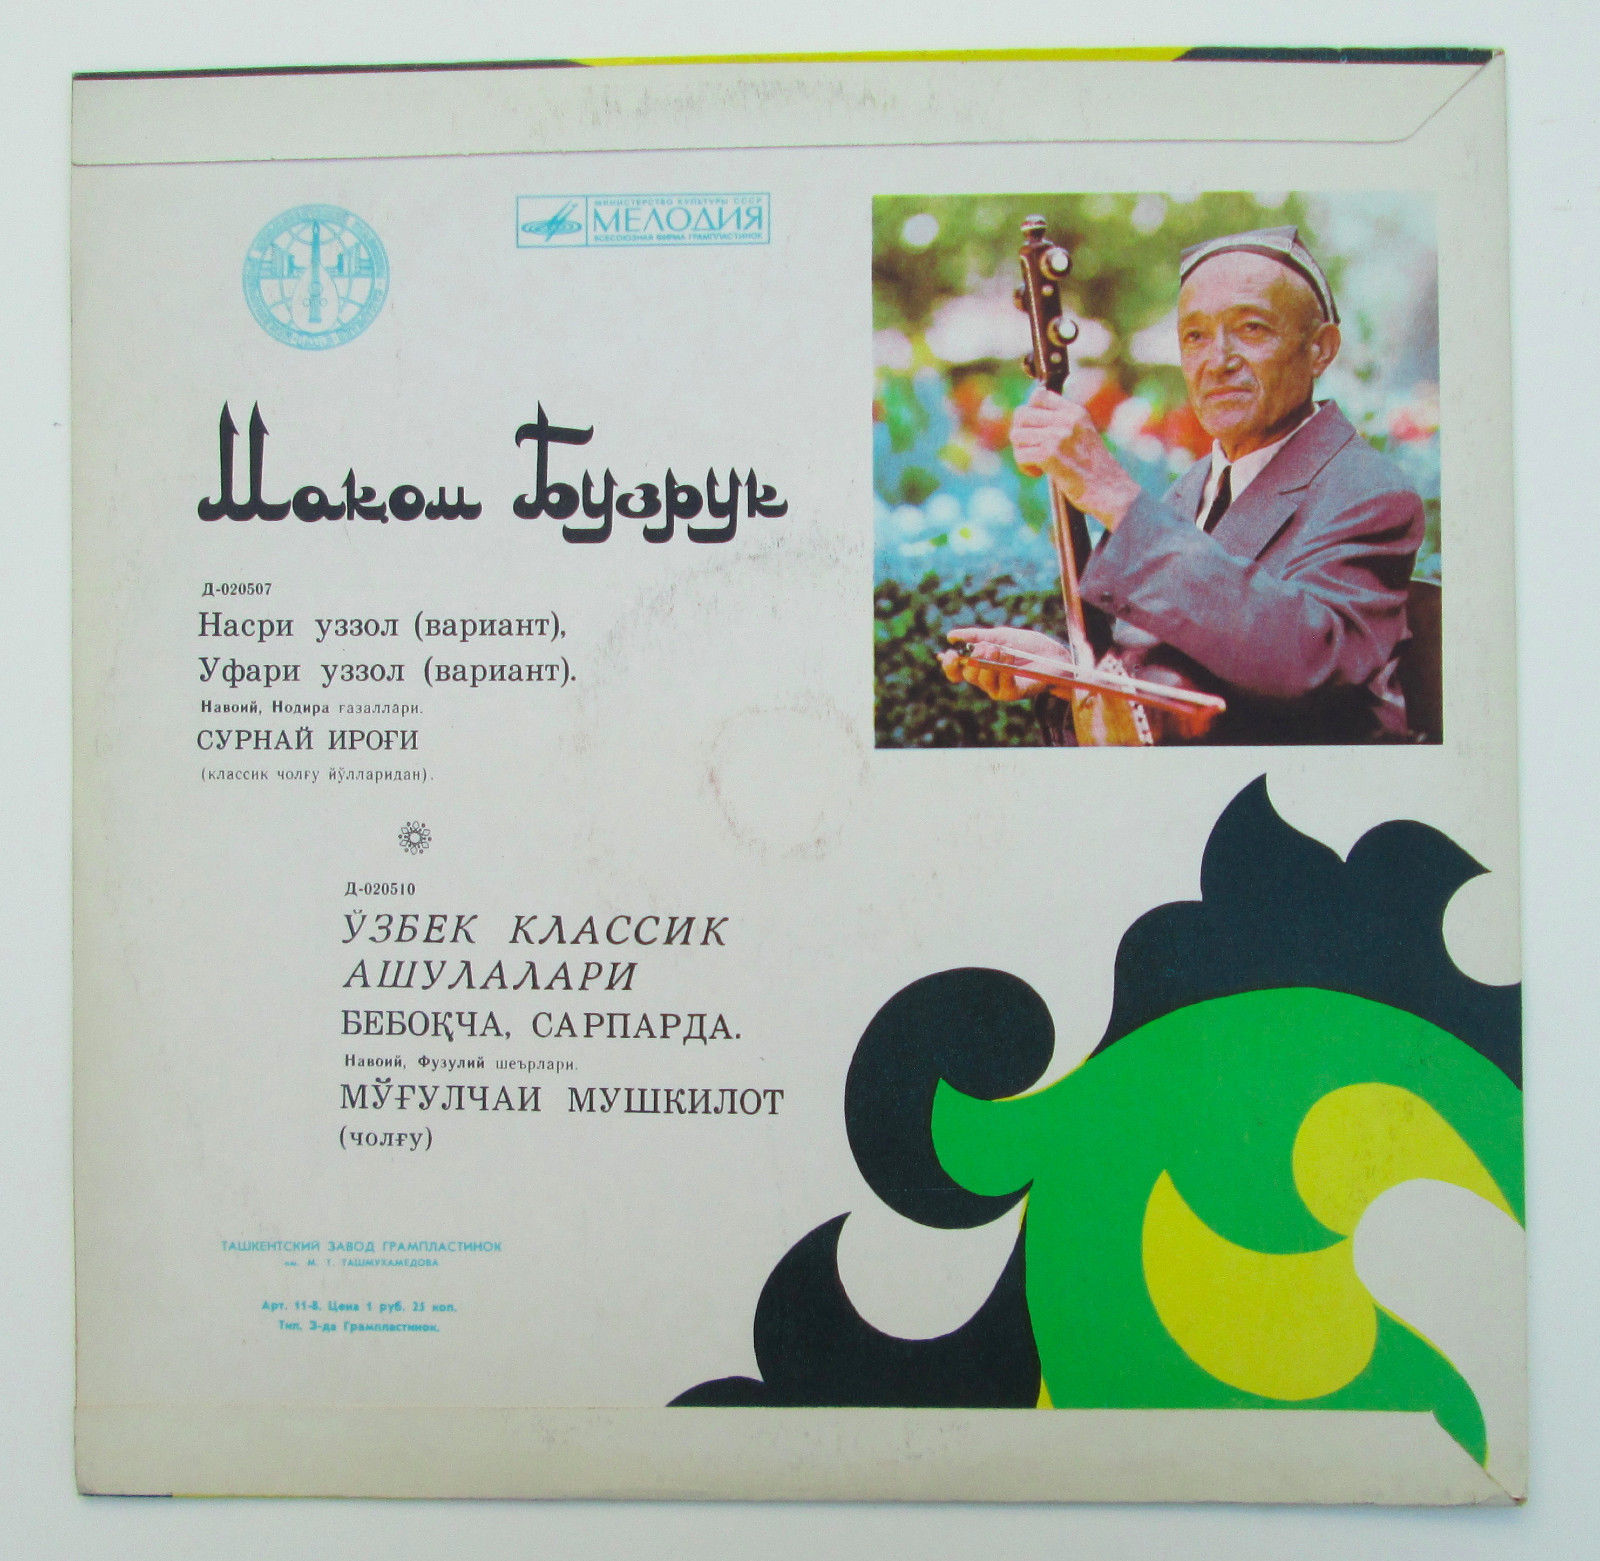 МИНИСТЕРСТВО КУЛЬТУРЫ СССР
МЕЛОДИЯ
ВСЕСОЮЗНАЯ ФИРМА ГРАМПЛАСТИНОК
Мақом Бузрук
Д-020507
Насри уззол (вариант),
Уфари уззол (вариант).
Навоий, Нодира ғазаллари.
СУРНАЙ ИРОҒИ
(классик чолғу йўлларидан).
Д-020510
ЎЗБЕК КЛАССИК
АШУЛАЛАРИ
БЕБОҚЧА, САРПАРДА.
Навоий, Фузулий шеърлари.
МЎҒУЛЧАИ МУШКИЛОТ
(чолғу)
ТАШКЕНТСКИЙ ЗАВОД ГРАМПЛАСТИНОК
им. М. Т. ТАШМУХАМЕДОВА
Арт. 11-8. Цена 1 руб. 25 коп.
Тип. З-да Грампластинок.